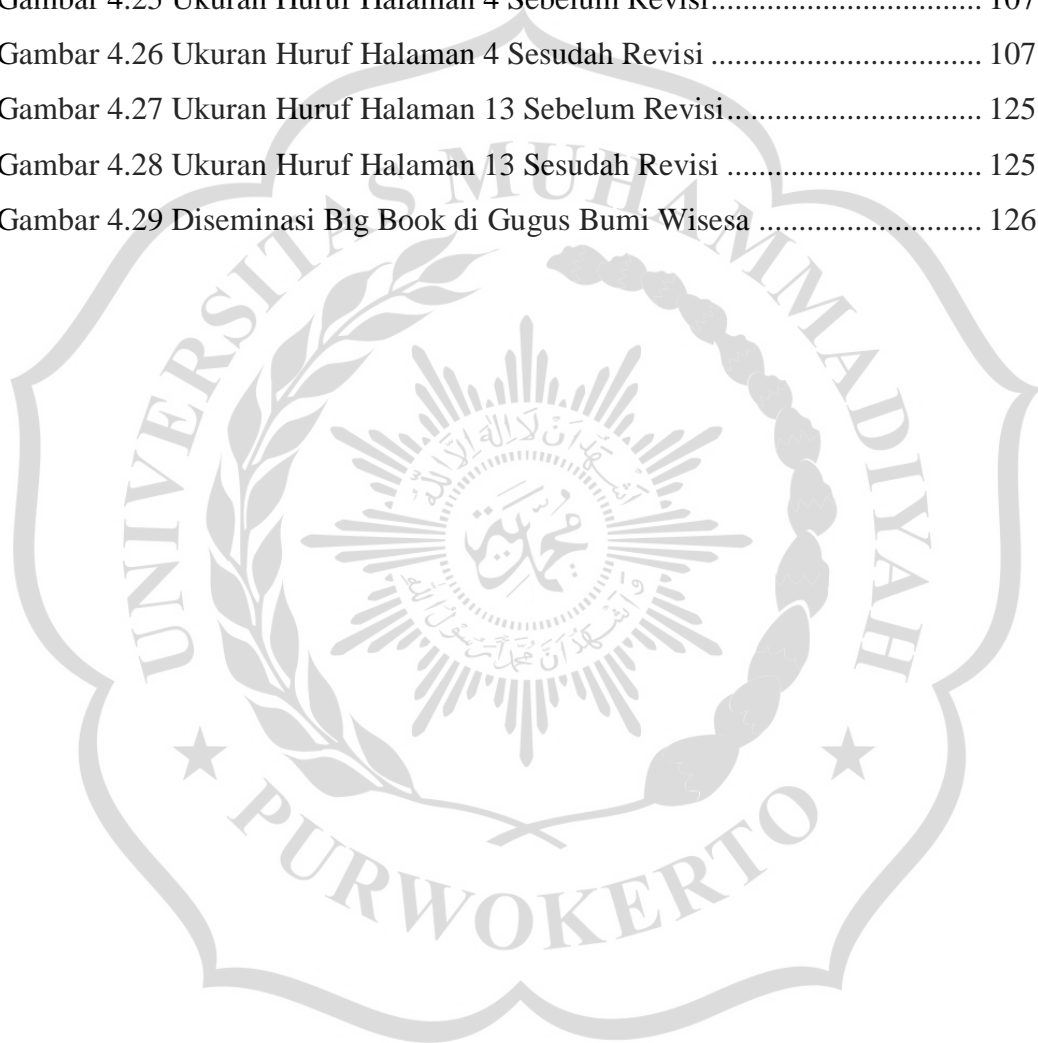 Gambar 4.25 Ukuran Huruf Halaman 4 Sebelum Revisi................................ 107
Gambar 4.26 Ukuran Huruf Halaman 4 Sesudah Revisi ................................. 107
Gambar 4.27 Ukuran Huruf Halaman 13 Sebelum Revisi............................... 125
Gambar 4.28 Ukuran Huruf Halaman 13 Sesudah Revisi ............................... 125
Gambar 4.29 Diseminasi Big Book di Gugus Bumi Wisesa ........................... 126
UNIVERSITAS MUHAMMADIYAH
أَشْهَدُ أَنْ لَا إِلٰهَ إِلَّا اللهُ
مُحَمَّدِيَّة
وَأَشْهَدُ أَنَّ مُحَمَّدًا رَسُوْلُ اللهِ
PURWOKERTO